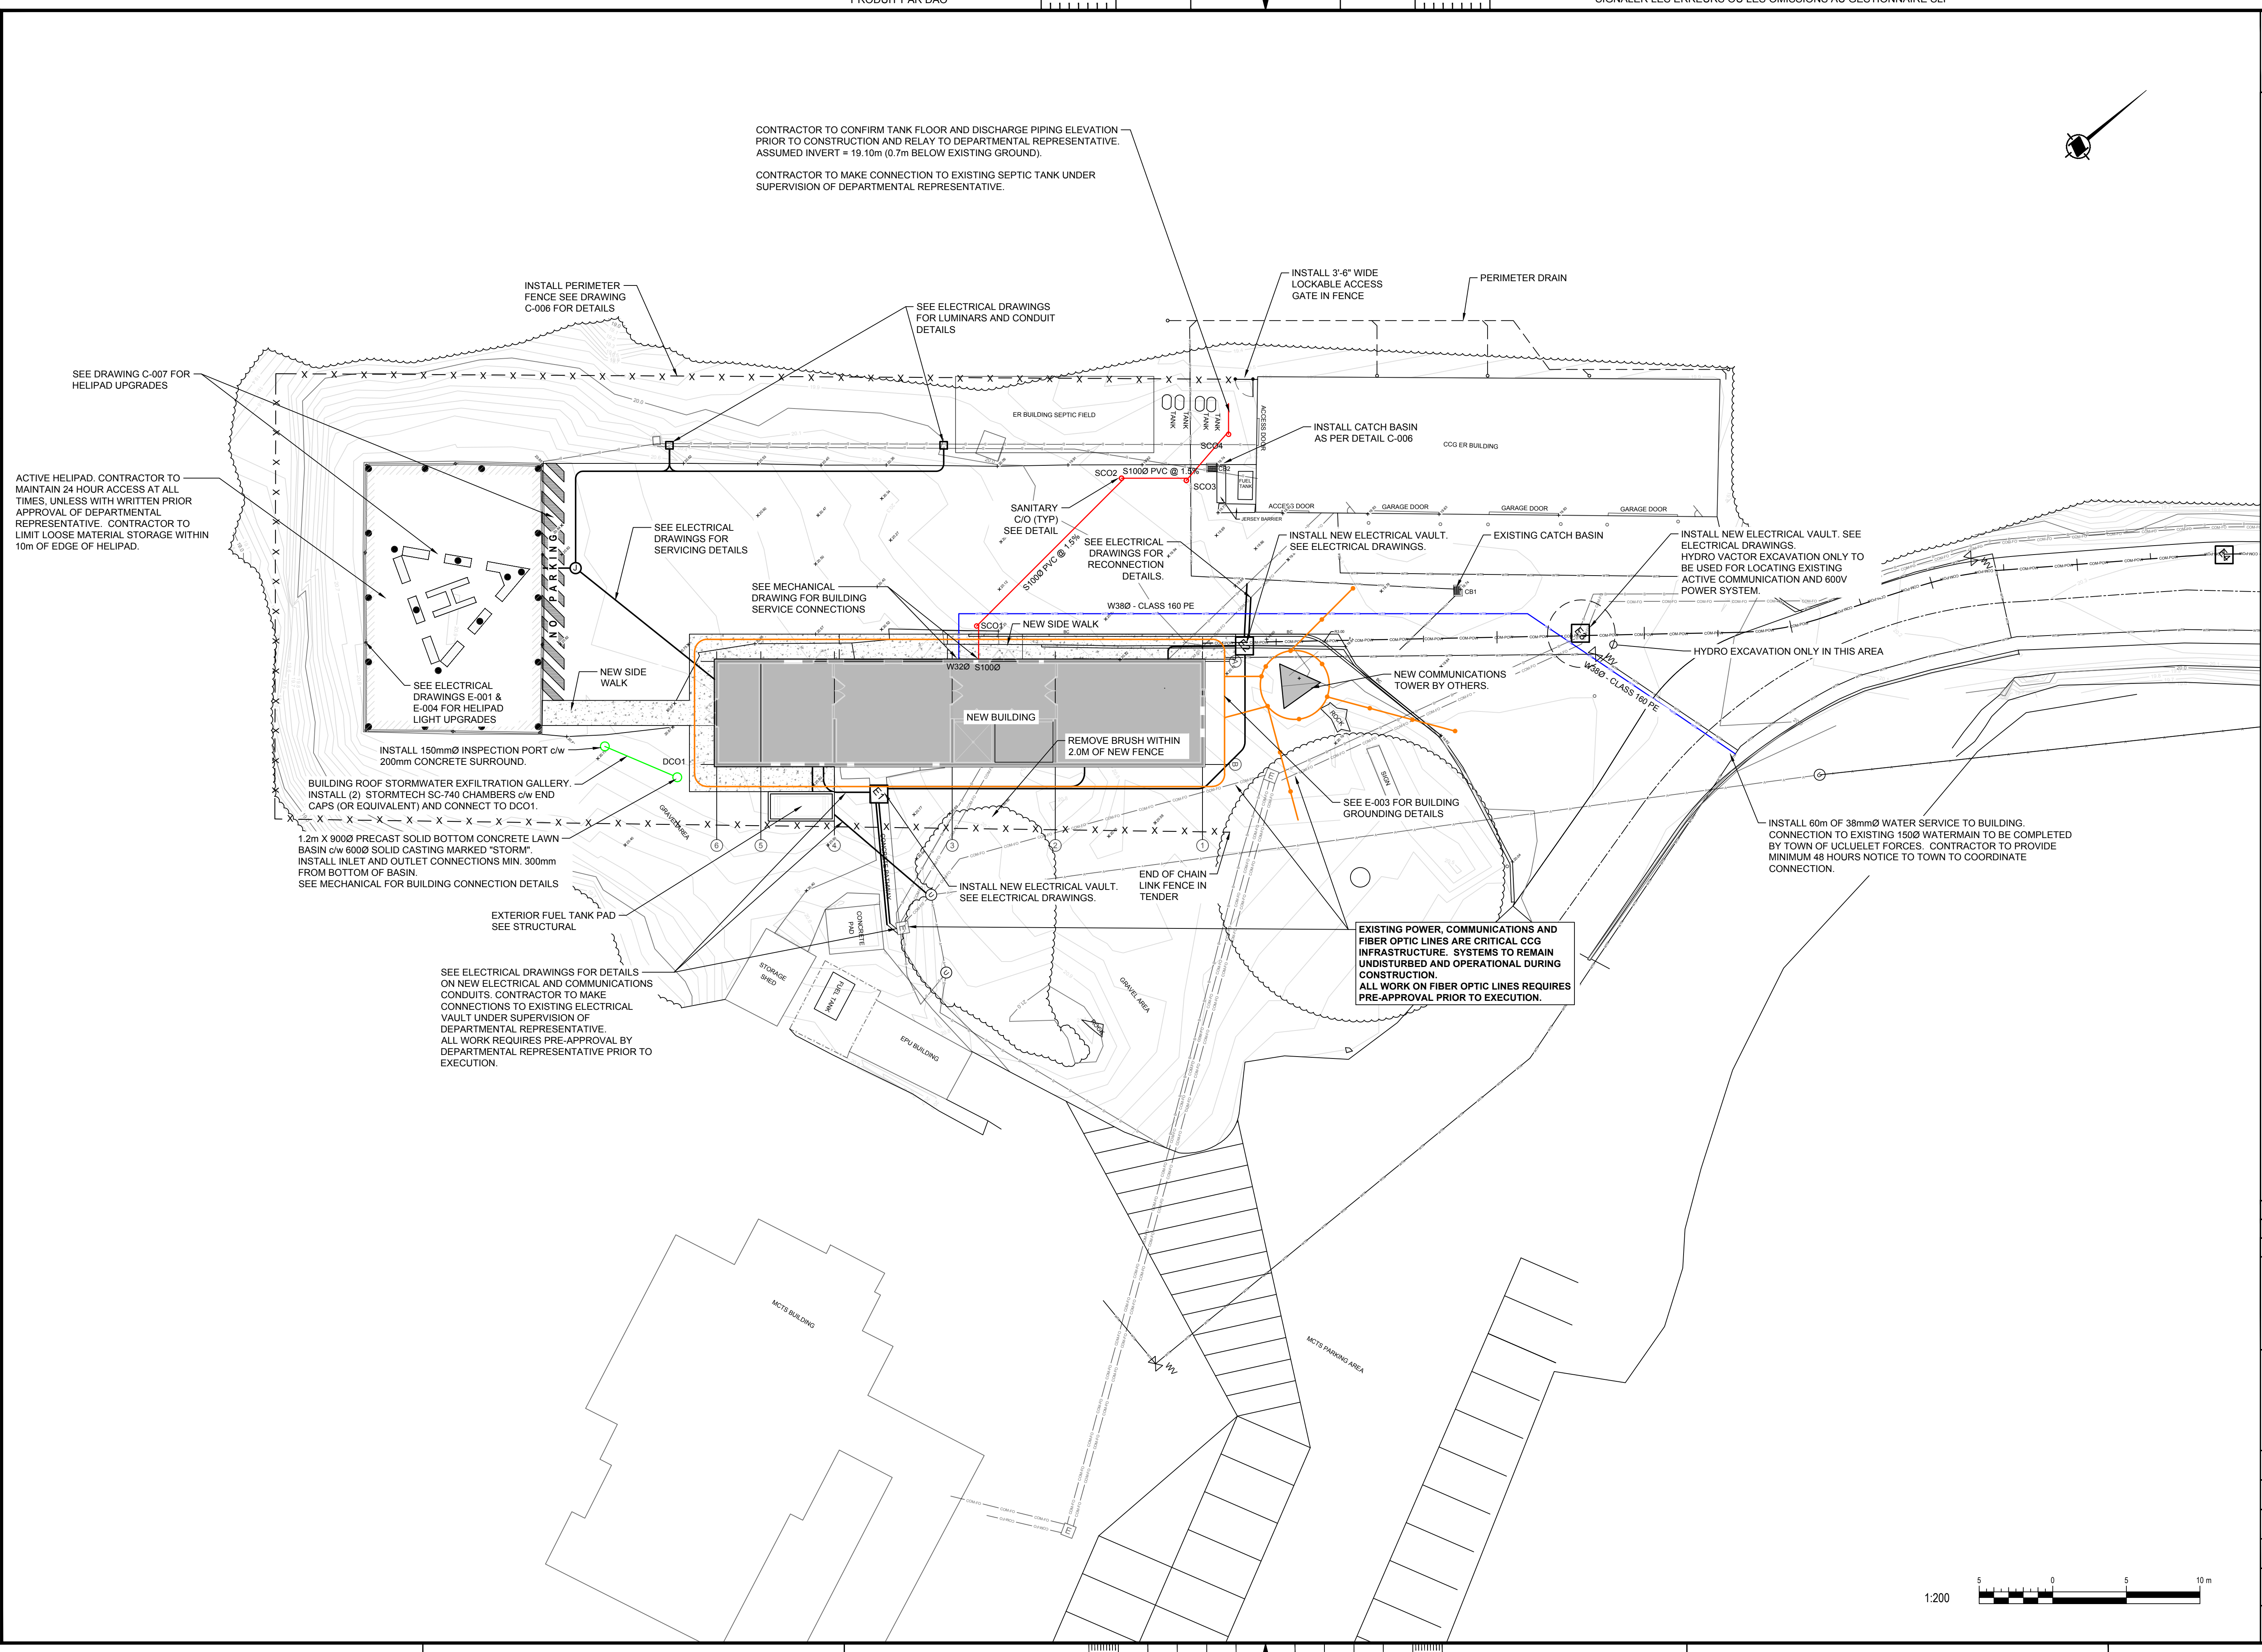 PRODUIT PAR DAO
SIGNALER LES ERREURS OU LES OMISSIONS AU GESTIONNAIRE CLP
CONTRACTOR TO CONFIRM TANK FLOOR AND DISCHARGE PIPING ELEVATION
PRIOR TO CONSTRUCTION AND RELAY TO DEPARTMENTAL REPRESENTATIVE.
ASSUMED INVERT = 19.10m (0.7m BELOW EXISTING GROUND).
CONTRACTOR TO MAKE CONNECTION TO EXISTING SEPTIC TANK UNDER
SUPERVISION OF DEPARTMENTAL REPRESENTATIVE.
INSTALL PERIMETER
FENCE SEE DRAWING
C-006 FOR DETAILS
SEE ELECTRICAL DRAWINGS
FOR LUMINARS AND CONDUIT
DETAILS
INSTALL 3'-6" WIDE
LOCKABLE ACCESS
GATE IN FENCE
PERIMETER DRAIN
SEE DRAWING C-007 FOR
HELIPAD UPGRADES
ER BUILDING SEPTIC FIELD
TANK
TANK
TANK
TANK
ACCESS DOOR
INSTALL CATCH BASIN
AS PER DETAIL C-006
CCG ER BUILDING
SCO4
SCO2
S100Ø PVC @ 1.5%
CB2
SCO3
FUEL
TANK
ACTIVE HELIPAD. CONTRACTOR TO
MAINTAIN 24 HOUR ACCESS AT ALL
TIMES, UNLESS WITH WRITTEN PRIOR
APPROVAL OF DEPARTMENTAL
REPRESENTATIVE. CONTRACTOR TO
LIMIT LOOSE MATERIAL STORAGE WITHIN
10m OF EDGE OF HELIPAD.
SANITARY
C/O (TYP)
SEE DETAIL
ACCESS DOOR
GARAGE DOOR
GARAGE DOOR
GARAGE DOOR
JERSEY BARRIER
NO PARKING
J
SEE ELECTRICAL
DRAWINGS FOR
SERVICING DETAILS
SEE ELECTRICAL
DRAWINGS FOR
RECONNECTION
DETAILS.
INSTALL NEW ELECTRICAL VAULT.
SEE ELECTRICAL DRAWINGS.
EXISTING CATCH BASIN
INSTALL NEW ELECTRICAL VAULT. SEE
ELECTRICAL DRAWINGS.
HYDRO VACTOR EXCAVATION ONLY TO
BE USED FOR LOCATING EXISTING
ACTIVE COMMUNICATION AND 600V
POWER SYSTEM.
S100Ø PVC @ 1.5%
SEE MECHANICAL
DRAWING FOR BUILDING
SERVICE CONNECTIONS
CB1
W38Ø - CLASS 160 PE
SCO1
NEW SIDE WALK
WV
WV
HYDRO EXCAVATION ONLY IN THIS AREA
W32Ø S100Ø
W38Ø - CLASS 160 PE
NEW SIDE
WALK
SEE ELECTRICAL
DRAWINGS E-001 &
E-004 FOR HELIPAD
LIGHT UPGRADES
NEW COMMUNICATIONS
TOWER BY OTHERS.
ROCK
NEW BUILDING
REMOVE BRUSH WITHIN
2.0M OF NEW FENCE
INSTALL 150mmØ INSPECTION PORT c/w
200mm CONCRETE SURROUND.
DCO1
BUILDING ROOF STORMWATER EXFILTRATION GALLERY.
INSTALL (2) STORMTECH SC-740 CHAMBERS c/w END
CAPS (OR EQUIVALENT) AND CONNECT TO DCO1.
GRAVEL AREA
SIGN
SEE E-003 FOR BUILDING
GROUNDING DETAILS
6
5
4
3
2
1
B
1.2m X 900Ø PRECAST SOLID BOTTOM CONCRETE LAWN
BASIN c/w 600Ø SOLID CASTING MARKED "STORM".
INSTALL INLET AND OUTLET CONNECTIONS MIN. 300mm
FROM BOTTOM OF BASIN.
SEE MECHANICAL FOR BUILDING CONNECTION DETAILS
INSTALL 60m OF 38mmØ WATER SERVICE TO BUILDING.
CONNECTION TO EXISTING 150Ø WATERMAIN TO BE COMPLETED
BY TOWN OF UCLUELET FORCES. CONTRACTOR TO PROVIDE
MINIMUM 48 HOURS NOTICE TO TOWN TO COORDINATE
CONNECTION.
INSTALL NEW ELECTRICAL VAULT.
SEE ELECTRICAL DRAWINGS.
END OF CHAIN
LINK FENCE IN
TENDER
EXTERIOR FUEL TANK PAD
SEE STRUCTURAL
CONCRETE
PAD
EXISTING POWER, COMMUNICATIONS AND
FIBER OPTIC LINES ARE CRITICAL CCG
INFRASTRUCTURE. SYSTEMS TO REMAIN
UNDISTURBED AND OPERATIONAL DURING
CONSTRUCTION.
ALL WORK ON FIBER OPTIC LINES REQUIRES
PRE-APPROVAL PRIOR TO EXECUTION.
SEE ELECTRICAL DRAWINGS FOR DETAILS
ON NEW ELECTRICAL AND COMMUNICATIONS
CONDUITS. CONTRACTOR TO MAKE
CONNECTIONS TO EXISTING ELECTRICAL
VAULT UNDER SUPERVISION OF
DEPARTMENTAL REPRESENTATIVE.
ALL WORK REQUIRES PRE-APPROVAL BY
DEPARTMENTAL REPRESENTATIVE PRIOR TO
EXECUTION.
STORAGE
SHED
FUEL TANK
EPU BUILDING
GRAVEL AREA
MCTS BUILDING
MCTS PARKING AREA
WV
1:200
5 0 5 10 m